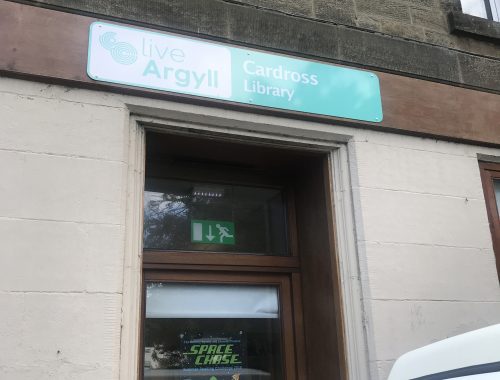 live
Argyll
Cardross
Library
SPACE
CHASE